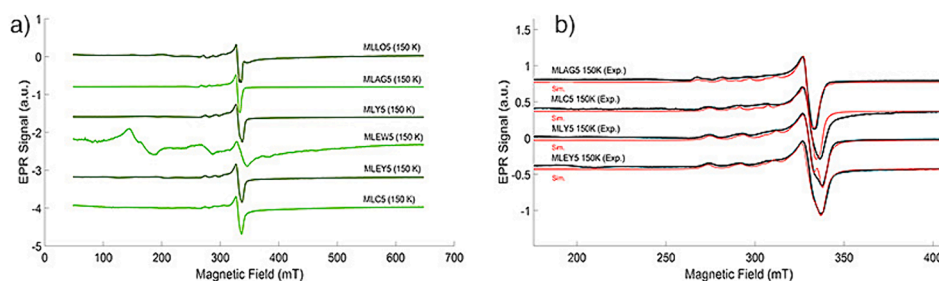 a)
1
0
-1
-2
-3
-4
-5
EPR Signal (a.u.)
MLLO5 (150 K)
MLAG5 (150 K)
MLY5 (150 K)
MLEW5 (150 K)
MLEY5 (150 K)
MLC5 (150 K)
0 100 200 300 400 500 600 700
Magnetic Field (mT)
b)
1
0.5
0
-0.5
-1
EPR Signal (a.u.)
MLAG5 150K (Exp.)
Sim.
MLC5 150K (Exp.)
Sim.
MLY5 150K (Exp.)
Sim.
MLEY5 150K (Exp.)
Sim.
200 250 300 350 400
Magnetic Field (mT)